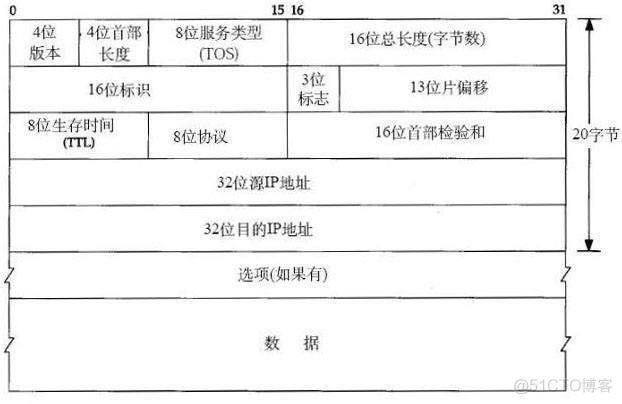 0 15 16 31
4位 4位首部 8位服务类型 16位总长度(字节数)
版本 长度 (TOS)
16位标识 3位 13位片偏移
标志
8位生存时间 8位协议 16位首部检验和 20字节
(TTL)
32位源IP地址
32位目的IP地址
选项(如果有)
数 据
@51CTO博客